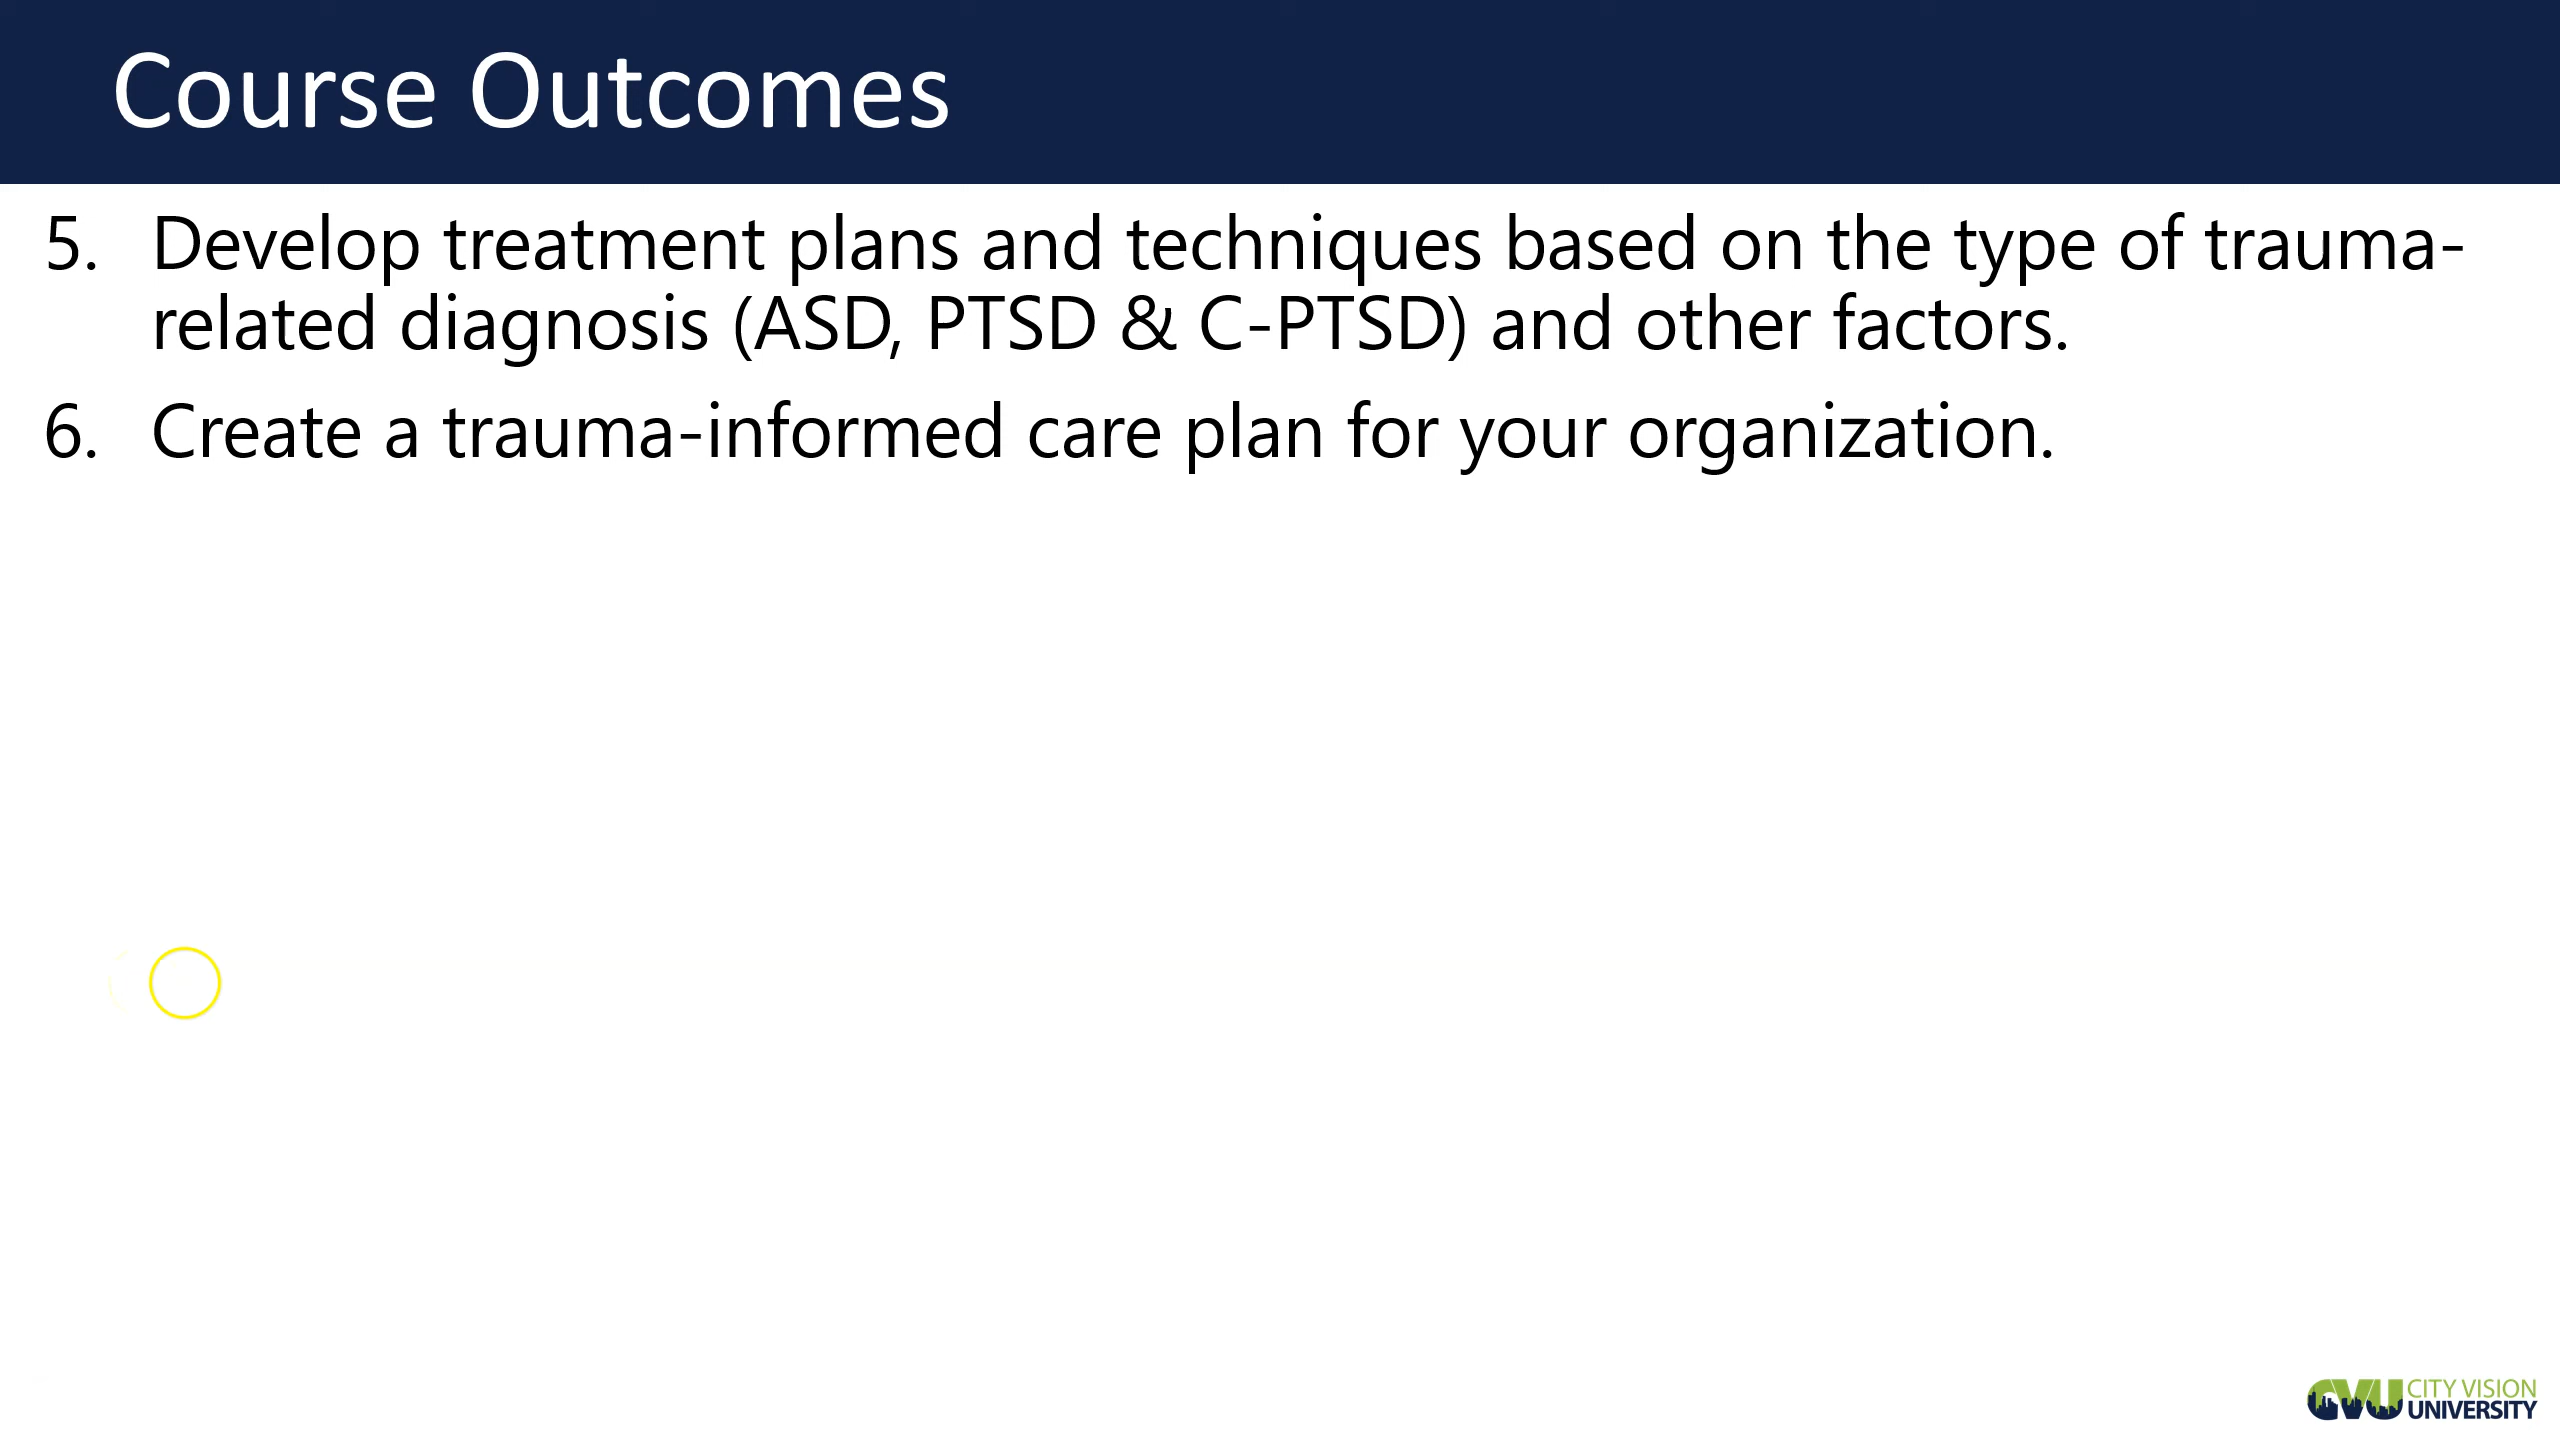 Course Outcomes
5. Develop treatment plans and techniques based on the type of trauma-
related diagnosis (ASD, PTSD & C-PTSD) and other factors.
6. Create a trauma-informed care plan for your organization.
CVU CITY VISION
UNIVERSITY